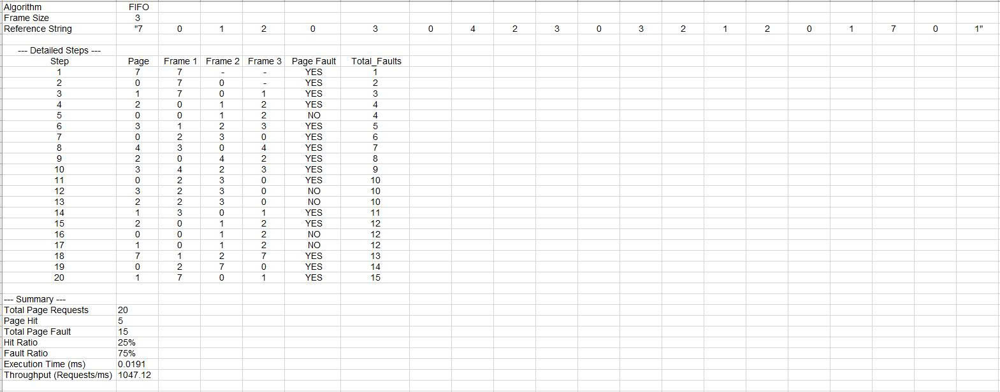 Algorithm FIFO
Frame Size 3
Reference String "7 0 1 2 0 3 0 4 2 3 0 3 2 1 2 0 1 7 0 1"
--- Detailed Steps ---
Step Page Frame 1 Frame 2 Frame 3 Page Fault Total_Faults
1 7 7 - - YES 1
2 0 7 0 - YES 2
3 1 7 0 1 YES 3
4 2 0 1 2 YES 4
5 0 0 1 2 NO 4
6 3 1 2 3 YES 5
7 0 2 3 0 YES 6
8 4 3 0 4 YES 7
9 2 0 4 2 YES 8
10 3 4 2 3 YES 9
11 0 2 3 0 YES 10
12 3 2 3 0 NO 10
13 2 2 3 0 NO 10
14 1 3 0 1 YES 11
15 2 0 1 2 YES 12
16 0 0 1 2 NO 12
17 1 0 1 2 NO 12
18 7 1 2 7 YES 13
19 0 2 7 0 YES 14
20 1 7 0 1 YES 15
--- Summary ---
Total Page Requests 20
Page Hit 5
Total Page Fault 15
Hit Ratio 25%
Fault Ratio 75%
Execution Time (ms) 0.0191
Throughput (Requests/ms) 1047.12